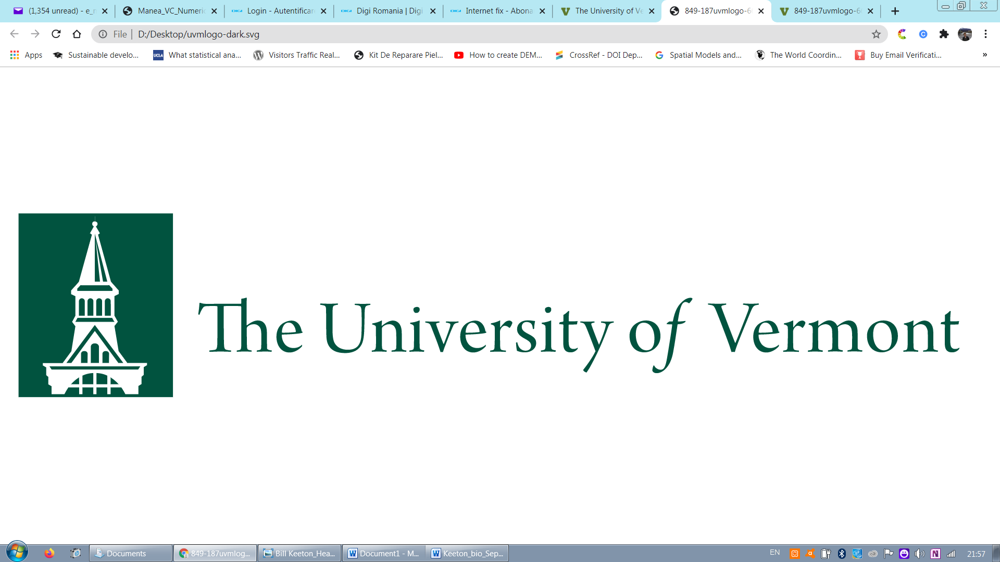 (1,354 unread) - e_m
Manea_VC_Numeric
Login - Autentificare
Digi Romania | Digi
Internet fix - Abona
The University of Ve
849-187uvmlogo-6
849-187uvmlogo-6
File | D:/Desktop/uvmlogo-dark.svg
Apps
Sustainable develo...
UCLA
What statistical ana...
Visitors Traffic Real...
Kit De Reparare Piel...
How to create DEM...
CrossRef - DOI Dep...
Spatial Models and...
The World Coordin...
Buy Email Verificati...
»
The University of Vermont
Documents
849-187uvmlog...
Bill Keeton_Hea...
Document1 - M...
Keeton_bio_Sep...
EN
21:57